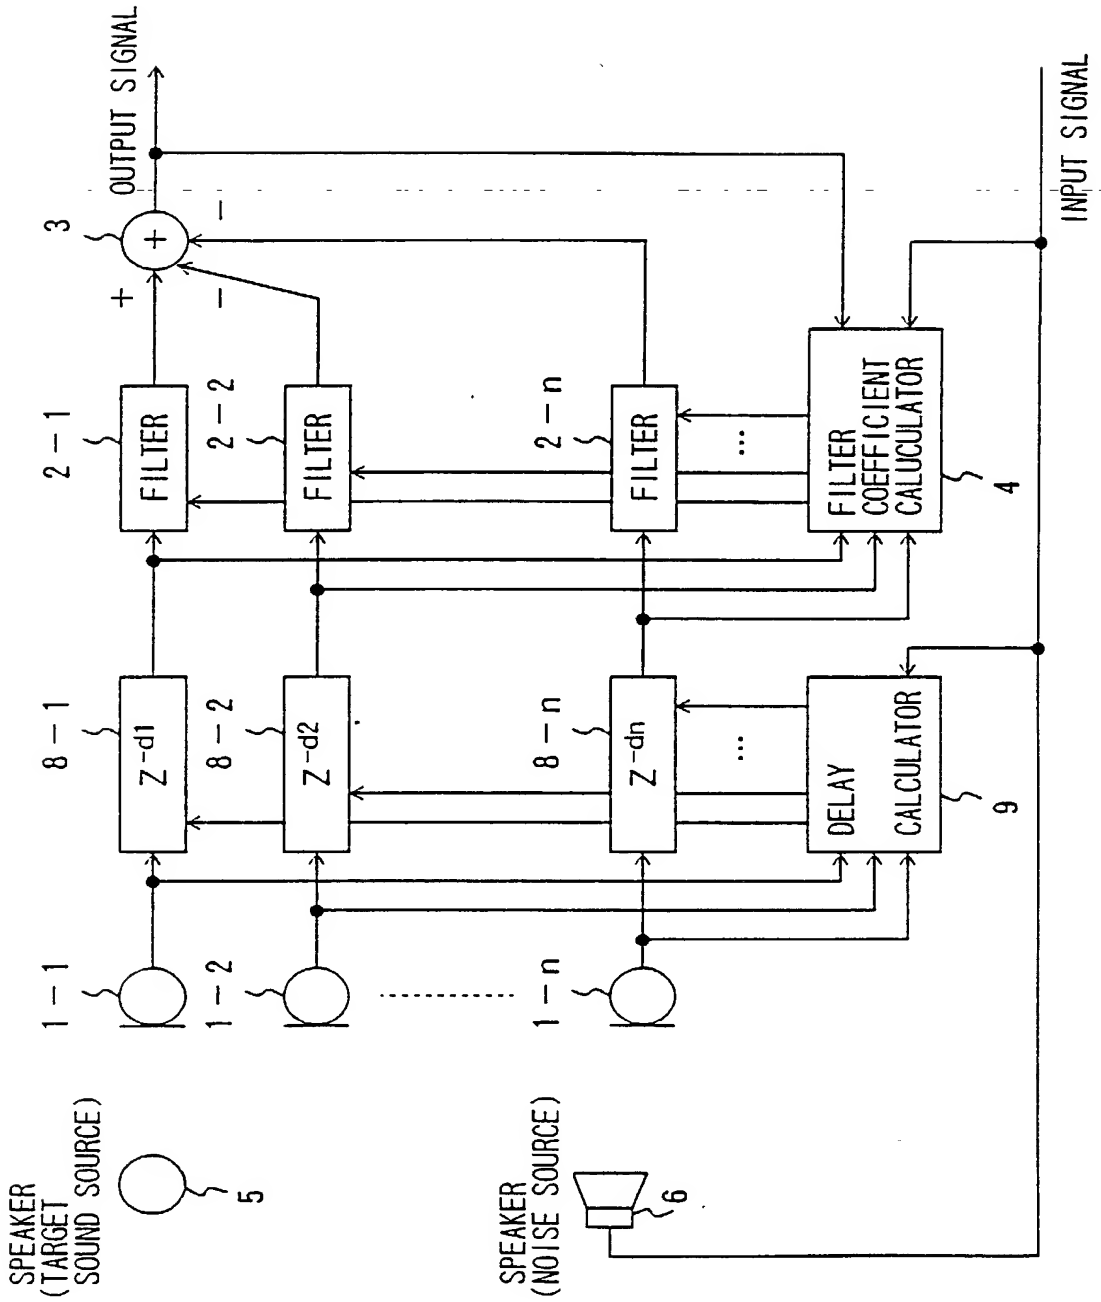 SPEAKER
(TARGET
SOUND SOURCE)
5
SPEAKER
(NOISE SOURCE)
6
1 – 1
1 – 2
1 – n
8 – 1
Z-d1
8 – 2
Z-d2
8 – n
Z-dn
...
DELAY
CALCULATOR
9
2 – 1
FILTER
2 – 2
FILTER
2 – n
FILTER
...
FILTER
COEFFICIENT
CALUCULATOR
4
3
+
+
–
–
OUTPUT SIGNAL
INPUT SIGNAL